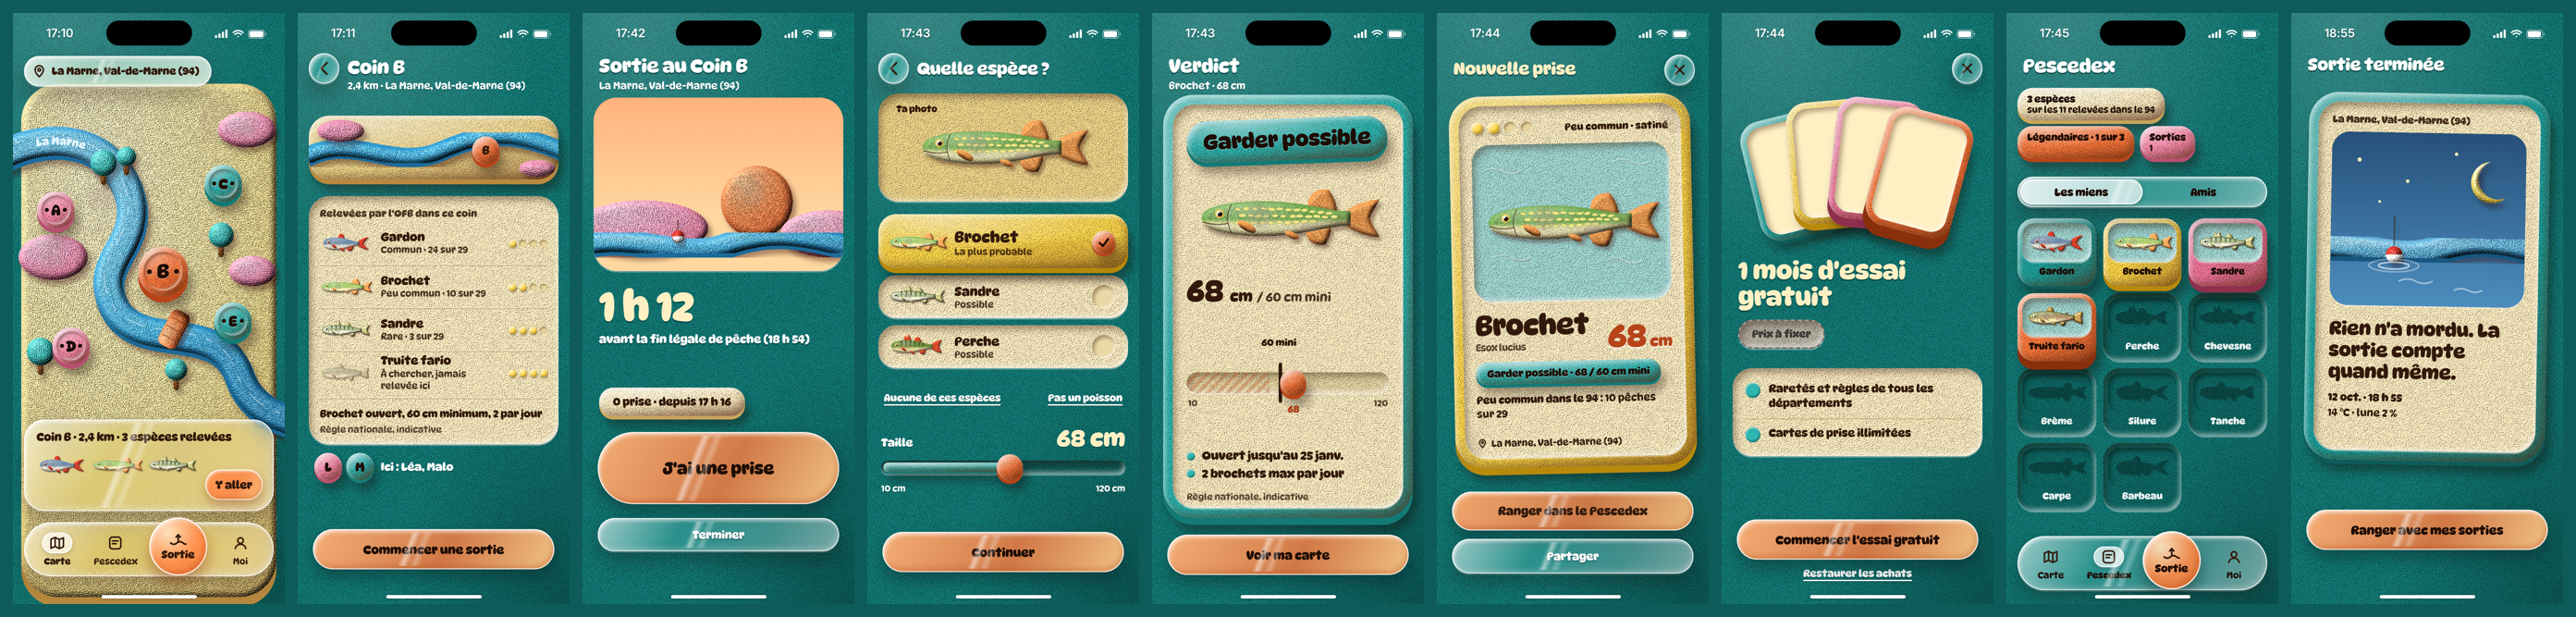 17:10
La Marne, Val-de-Marne (94)
La Marne
A
C
B
D
E
Coin B · 2,4 km · 3 espèces relevées
Y aller
Carte
Pescedex
Sortie
Moi
17:11
Coin B
2,4 km · La Marne, Val-de-Marne (94)
B
Relevées par l'OFB dans ce coin
Gardon
Commun · 24 sur 29
Brochet
Peu commun · 10 sur 29
Sandre
Rare · 3 sur 29
Truite fario
À chercher, jamais
relevée ici
Brochet ouvert, 60 cm minimum, 2 par jour
Règle nationale, indicative
L
M
Ici : Léa, Malo
Commencer une sortie
17:42
Sortie au Coin B
La Marne, Val-de-Marne (94)
1 h 12
avant la fin légale de pêche (18 h 54)
0 prise · depuis 17 h 16
J'ai une prise
Terminer
17:43
Quelle espèce ?
Ta photo
Brochet
La plus probable
Sandre
Possible
Perche
Possible
Aucune de ces espèces
Pas un poisson
Taille
68 cm
10 cm
120 cm
Continuer
17:43
Verdict
Brochet · 68 cm
Garder possible
68 cm / 60 cm mini
60 mini
10
68
120
Ouvert jusqu'au 25 janv.
2 brochets max par jour
Règle nationale, indicative
Voir ma carte
17:44
Nouvelle prise
Peu commun · satiné
Brochet
Esox lucius
68 cm
Garder possible · 68 / 60 cm mini
Peu commun dans le 94 : 10 pêches
sur 29
La Marne, Val-de-Marne (94)
Ranger dans le Pescedex
Partager
17:44
1 mois d'essai
gratuit
Prix à fixer
Raretés et règles de tous les
départements
Cartes de prise illimitées
Commencer l'essai gratuit
Restaurer les achats
17:45
Pescedex
3 espèces
sur les 11 relevées dans le 94
Légendaires · 1 sur 3
Sorties
1
Les miens
Amis
Gardon
Brochet
Sandre
Truite fario
Perche
Chevesne
Brème
Silure
Tanche
Carpe
Barbeau
Carte
Pescedex
Sortie
Moi
18:55
Sortie terminée
La Marne, Val-de-Marne (94)
Rien n'a mordu. La
sortie compte
quand même.
12 oct. · 18 h 55
14 °C · lune 2 %
Ranger avec mes sorties